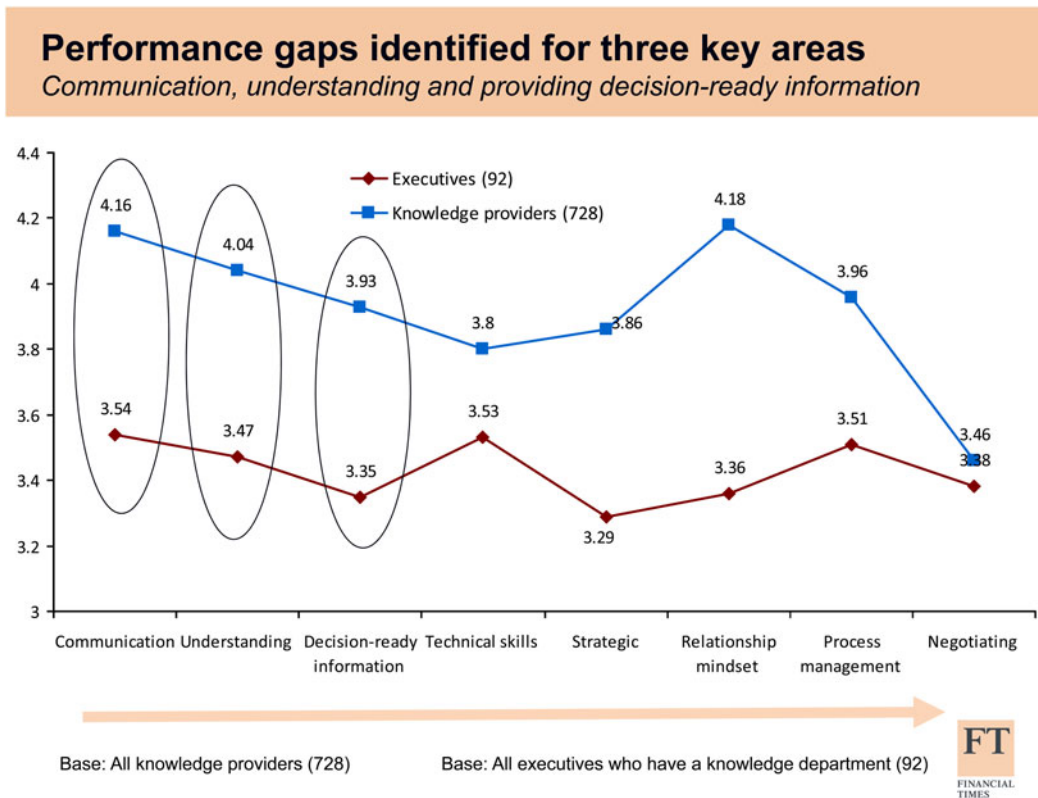 Performance gaps identified for three key areas
Communication, understanding and providing decision-ready information
4.4
4.2
4
3.8
3.6
3.4
3.2
3
Executives (92)
Knowledge providers (728)
4.16
4.04
3.93
3.8
3.86
4.18
3.96
3.46
3.54
3.47
3.35
3.53
3.29
3.36
3.51
3.38
Communication
Understanding
Decision-ready
information
Technical skills
Strategic
Relationship
mindset
Process
management
Negotiating
Base: All knowledge providers (728)
Base: All executives who have a knowledge department (92)
FT
FINANCIAL
TIMES